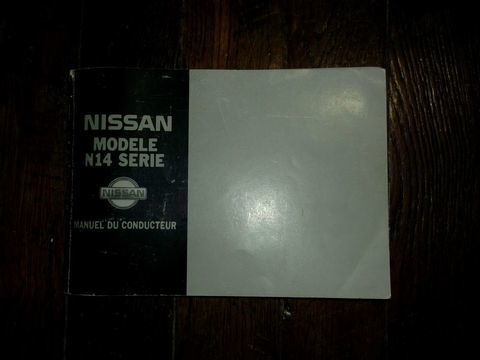 NISSAN
MODELE
N14 SERIE
NISSAN
MANUEL DU CONDUCTEUR